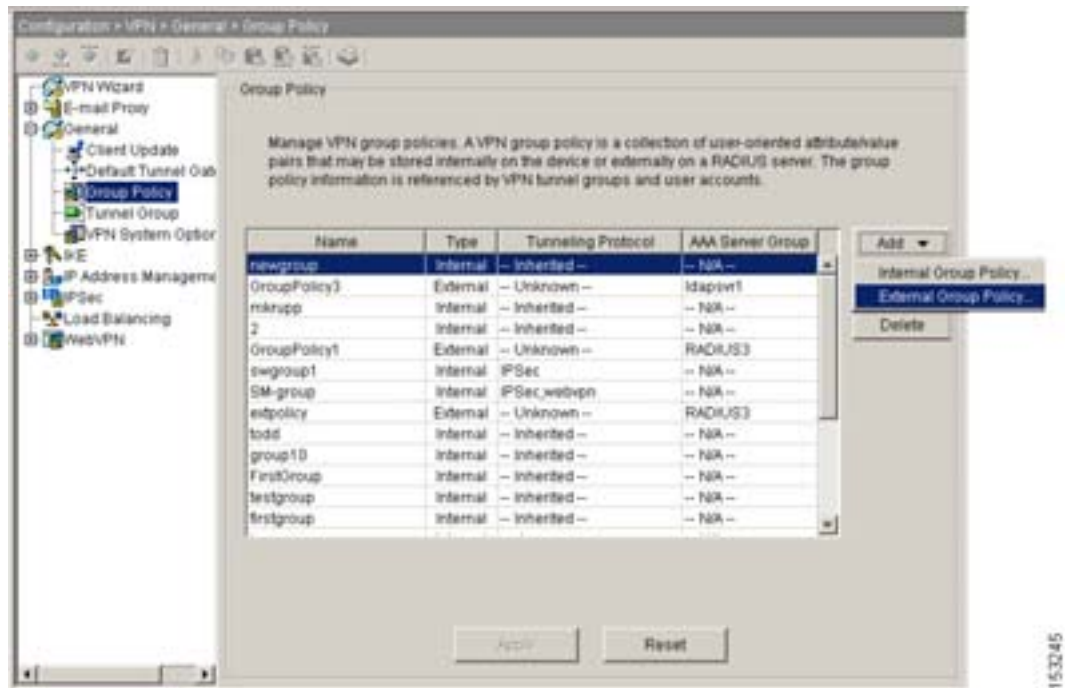 Configuration > VPN > General > Group Policy
VPN Wizard
E-mail Proxy
General
Client Update
Default Tunnel Gat
Group Policy
Tunnel Group
VPN System Option
IKE
IP Address Manageme
IPSec
Load Balancing
WebVPN
Group Policy
Manage VPN group policies. A VPN group policy is a collection of user-oriented attribute/value
pairs that may be stored internally on the device or externally on a RADIUS server. The group
policy information is referenced by VPN tunnel groups and user accounts.
Name Type Tunneling Protocol AAA Server Group
newgroup Internal -- Inherited -- -- N/A --
GroupPolicy3 External -- Unknown -- ldapsvr1
mkrupp Internal -- Inherited -- -- N/A --
2 Internal -- Inherited -- -- N/A --
GroupPolicy1 External -- Unknown -- RADIUS3
swgroup1 Internal IPSec -- N/A --
SM-group Internal IPSec,webvpn -- N/A --
extpolicy External -- Unknown -- RADIUS3
todd Internal -- Inherited -- -- N/A --
group10 Internal -- Inherited -- -- N/A --
FirstGroup Internal -- Inherited -- -- N/A --
testgroup Internal -- Inherited -- -- N/A --
firstgroup Internal -- Inherited -- -- N/A --
Add
Internal Group Policy...
External Group Policy...
Delete
Apply
Reset
153245